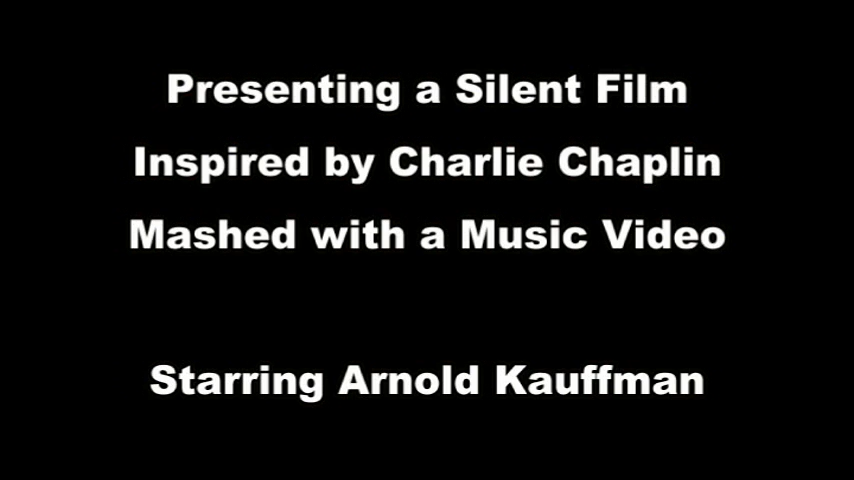 Presenting a Silent Film
Inspired by Charlie Chaplin
Mashed with a Music Video
Starring Arnold Kauffman